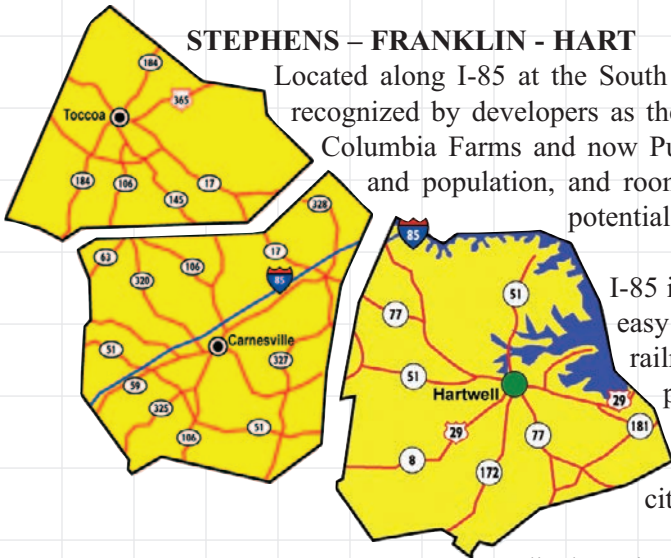 STEPHENS – FRANKLIN - HART
Located along I-85 at the South
recognized by developers as the
Columbia Farms and now Pu
and population, and room
potential
I-85 i
easy
rail
p
cit
184
365
Toccoa
184
106
145
17
328
63
106
17
320
85
51
Carnesville
327
59
325
106
51
85
77
51
51
Hartwell
29
29
77
181
8
172